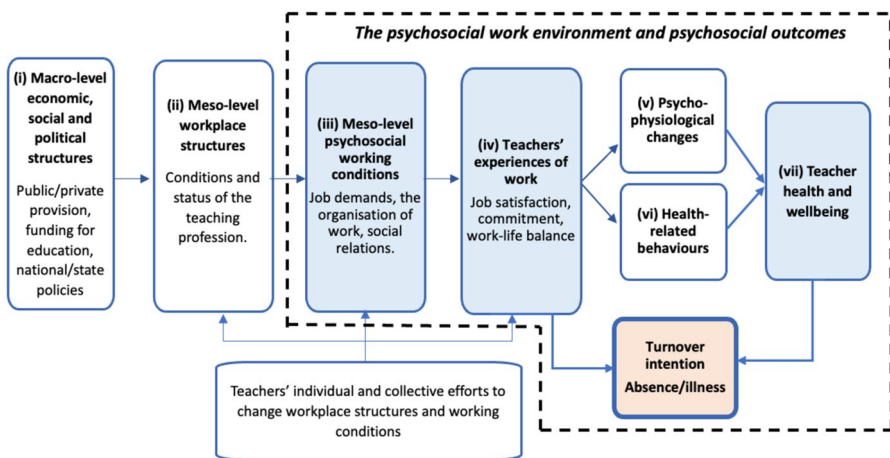 The psychosocial work environment and psychosocial outcomes
(i) Macro-level
economic,
social and
political
structures
Public/private
provision,
funding for
education,
national/state
policies
(ii) Meso-level
workplace
structures
Conditions and
status of the
teaching
profession.
(iii) Meso-level
psychosocial
working
conditions
Job demands, the
organisation of
work, social
relations.
(iv) Teachers’
experiences of
work
Job satisfaction,
commitment,
work-life balance
(v) Psycho-
physiological
changes
(vi) Health-
related
behaviours
(vii) Teacher
health and
wellbeing
Turnover
intention
Absence/illness
Teachers’ individual and collective efforts to
change workplace structures and working
conditions